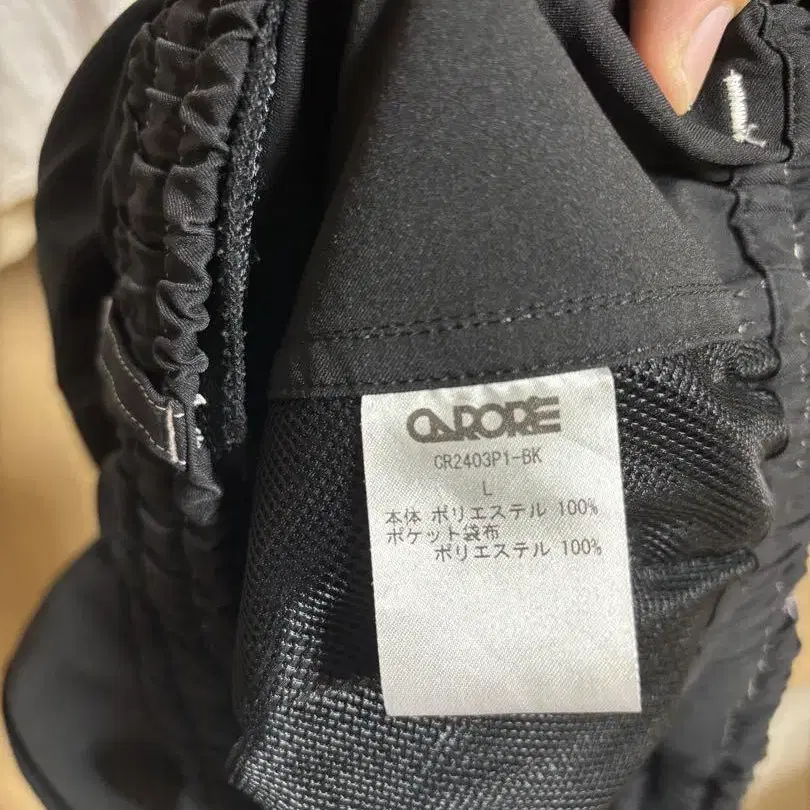 CARORE
CR2403P1-BK
L
本体 ポリエステル 100%
ポケット袋布
ポリエステル 100%